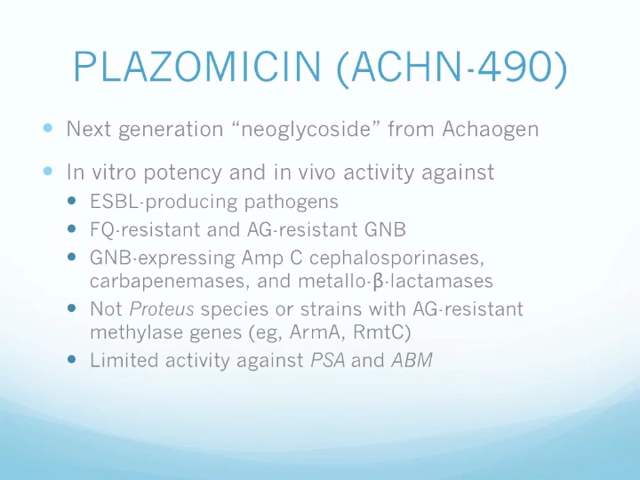 PLAZOMICIN (ACHN-490)
• Next generation “neoglycoside” from Achaogen
• In vitro potency and in vivo activity against
• ESBL-producing pathogens
• FQ-resistant and AG-resistant GNB
• GNB-expressing Amp C cephalosporinases,
carbapenemases, and metallo-β-lactamases
• Not Proteus species or strains with AG-resistant
methylase genes (eg, ArmA, RmtC)
• Limited activity against PSA and ABM